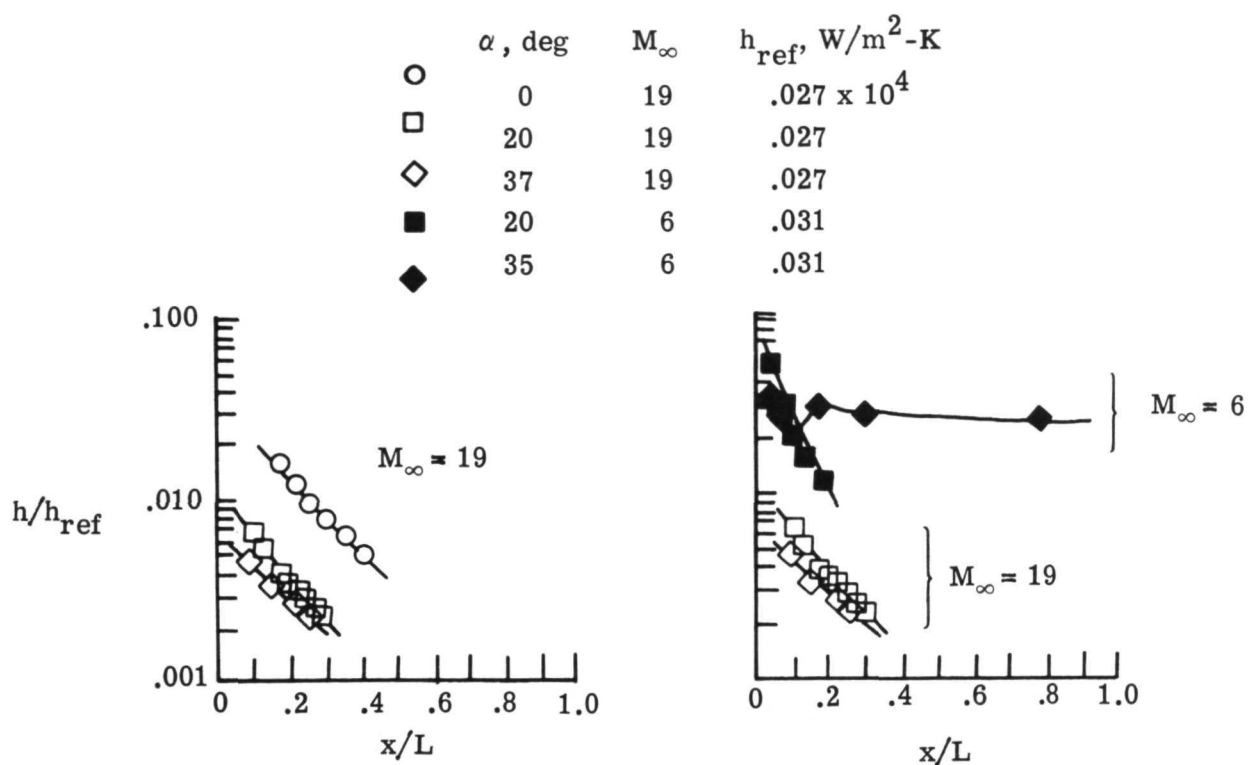 α, deg M∞ h_ref, W/m²-K
0 19 .027 x 10⁴
20 19 .027
37 19 .027
20 6 .031
35 6 .031
.100
.010
.001
h/h_ref
M∞ = 19
0 .2 .4 .6 .8 1.0
x/L
M∞ = 6
M∞ = 19
0 .2 .4 .6 .8 1.0
x/L